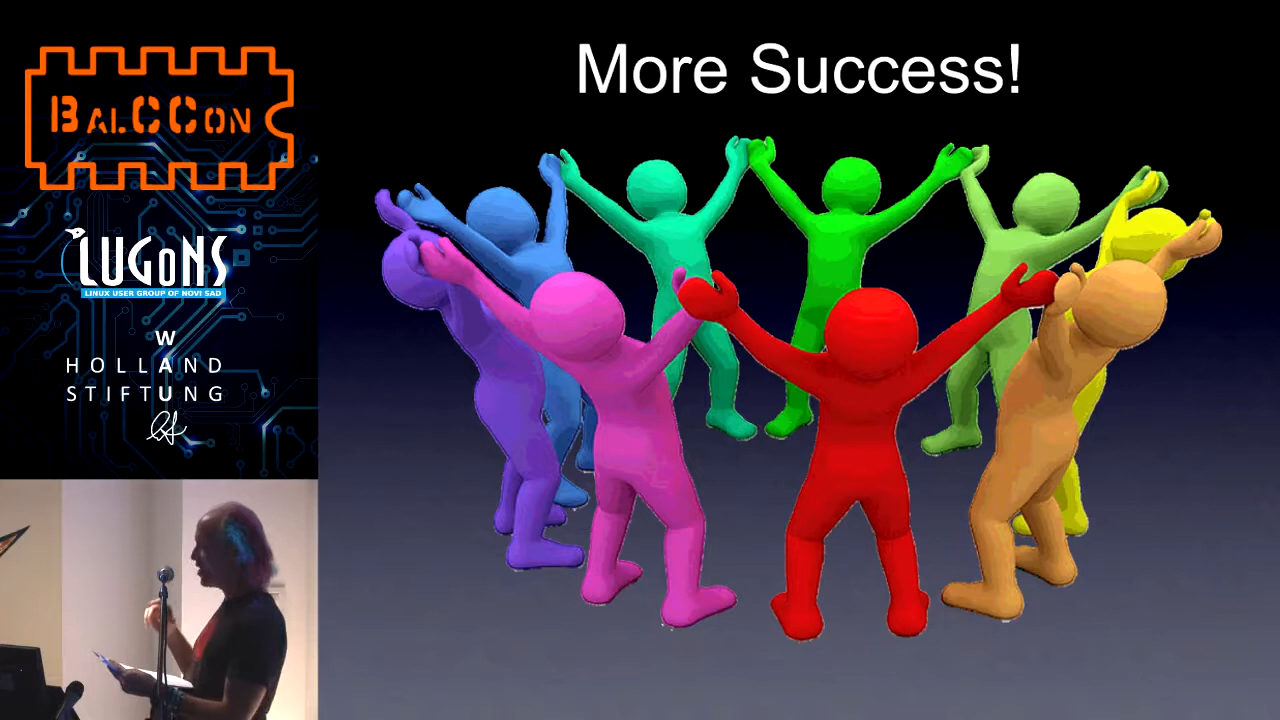 BALCCON
LUGONS
LINUX USER GROUP OF NOVI SAD
W
HOLLAND
STIFTUNG
More Success!